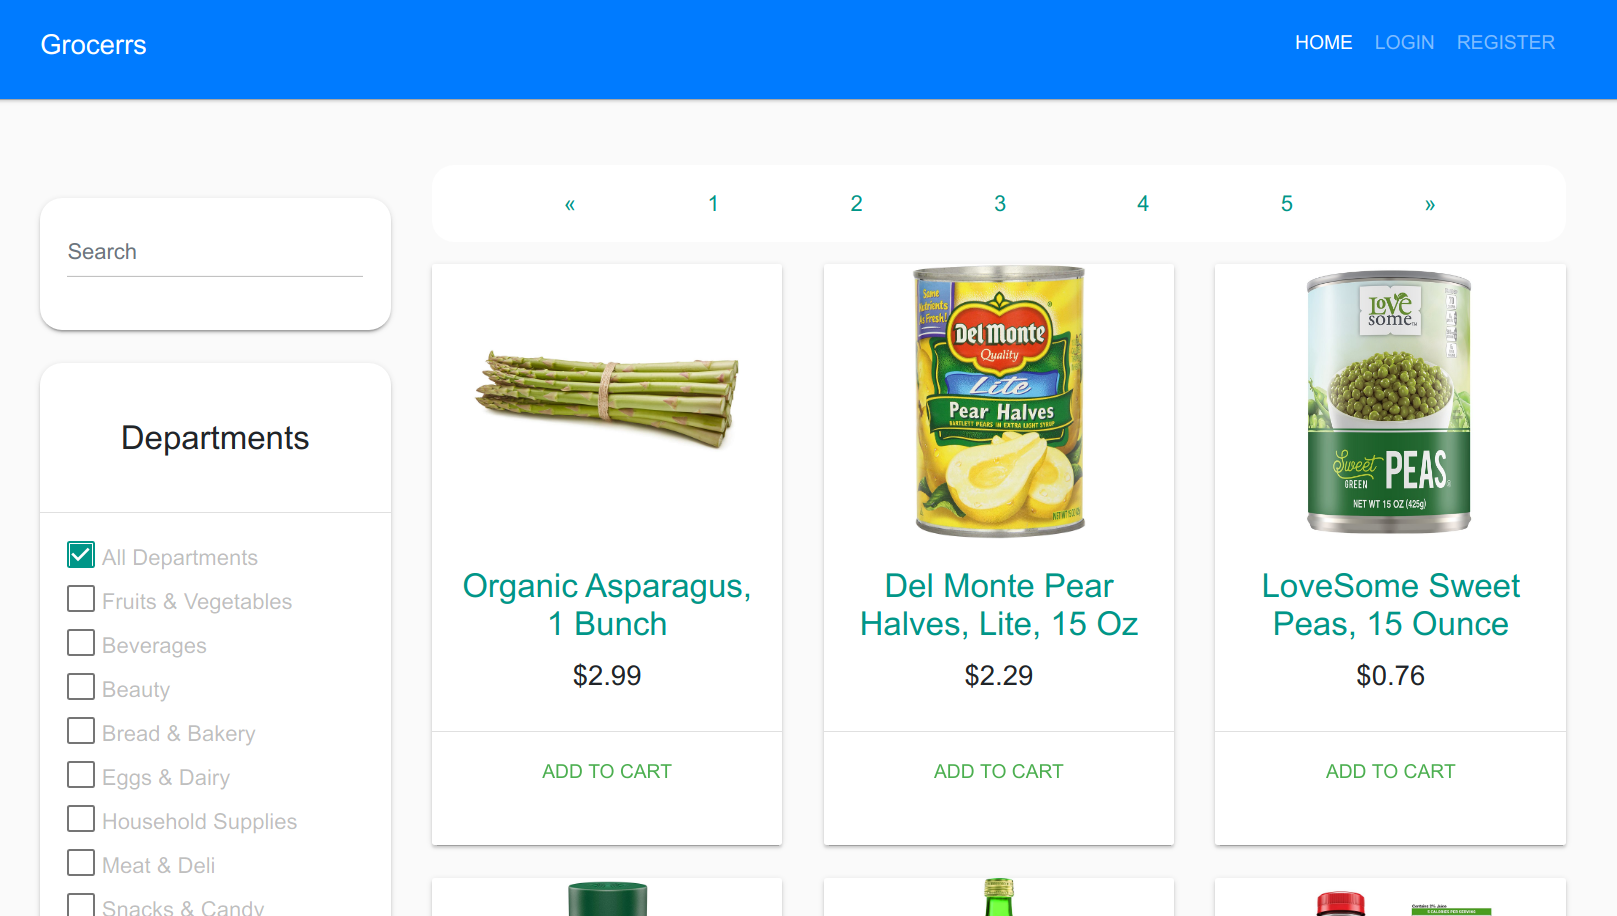 Grocerrs
HOME LOGIN REGISTER
Search
Departments
All Departments
Fruits & Vegetables
Beverages
Beauty
Bread & Bakery
Eggs & Dairy
Household Supplies
Meat & Deli
Snacks & Candy
« 1 2 3 4 5 »
Organic Asparagus,
1 Bunch
$2.99
ADD TO CART
Same
Nutrients
As Fresh!
Del Monte
Quality
Lite
Pear Halves
BARTLETT PEARS IN EXTRA LIGHT SYRUP
Del Monte Pear
Halves, Lite, 15 Oz
$2.29
ADD TO CART
Love
some
Sweet
GREEN
PEAS
NET WT 15 OZ (425g)
LoveSome Sweet
Peas, 15 Ounce
$0.76
ADD TO CART